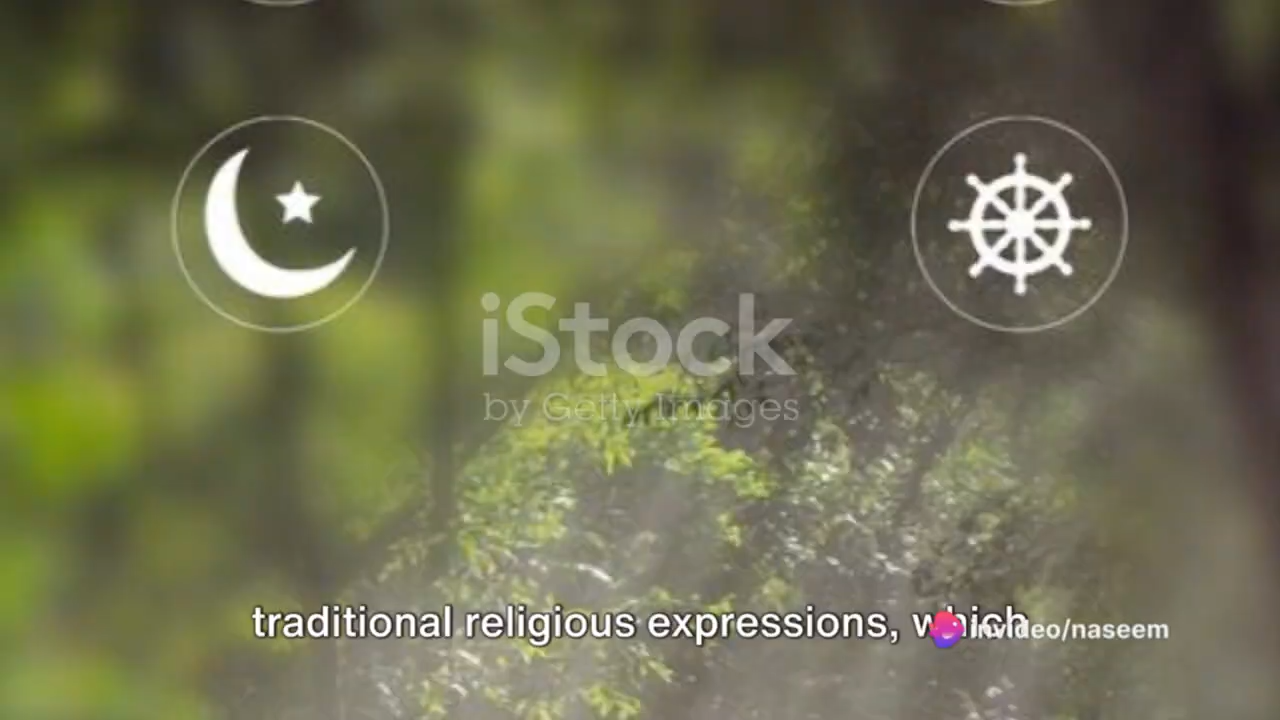 iStock
by Getty Images
traditional religious expressions, which
invideo/naseem